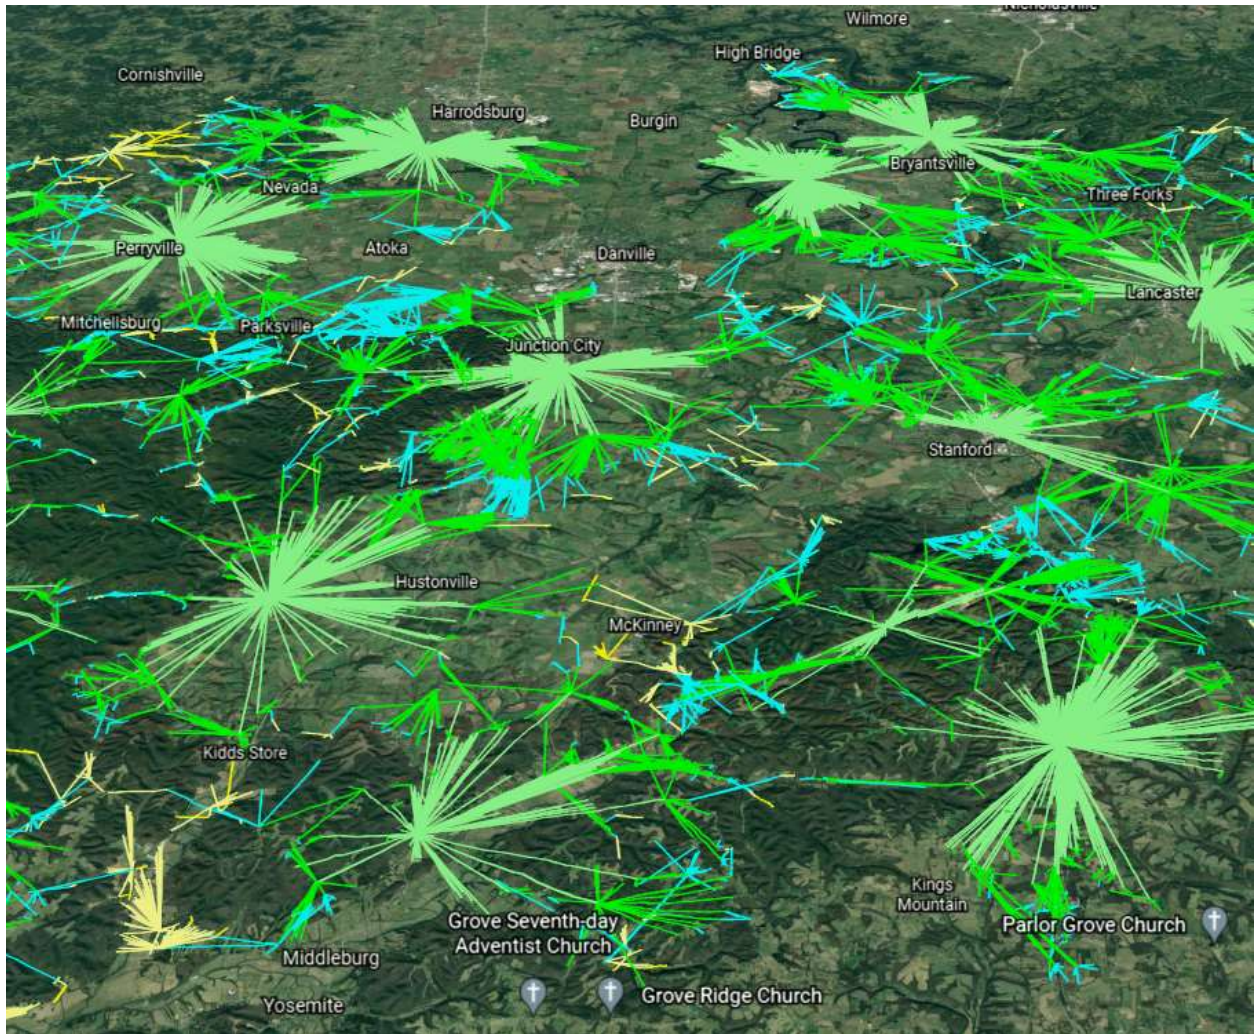 Nicholasville
Wilmore
High Bridge
Cornishville
Harrodsburg
Burgin
Bryantsville
Nevada
Three Forks
Perryville
Atoka
Danville
Lancaster
Mitchellsburg
Parksville
Junction City
Stanford
Hustonville
McKinney
Kidds Store
Kings
Mountain
Grove Seventh-day
Adventist Church
Parlor Grove Church
Middleburg
Grove Ridge Church
Yosemite